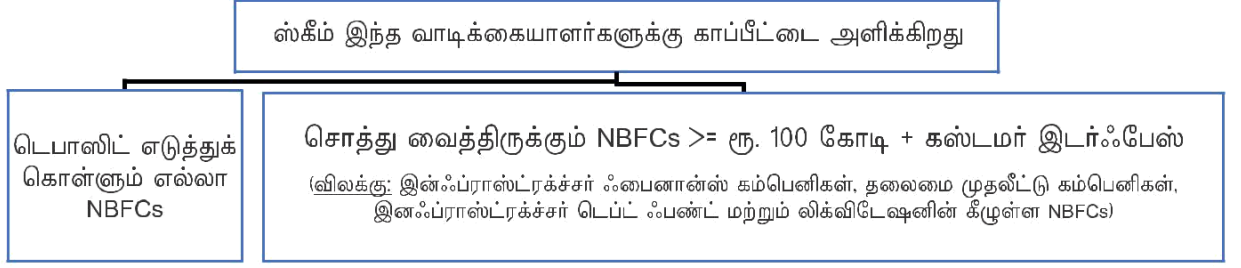 ஸ்கீம் இந்த வாடிக்கையாளர்களுக்கு காப்பீட்டை அளிக்கிறது
டெபாஸிட் எடுத்துக்
கொள்ளும் எல்லா
NBFCs
சொத்து வைத்திருக்கும் NBFCs >= ரூ. 100 கோடி + கஸ்டமர் இடர்ஃபேஸ்
(விலக்கு: இன்ஃப்ராஸ்ட்ரக்ச்சர் ஃபைனான்ஸ் கம்பெனிகள், தலைமை முதலீட்டு கம்பெனிகள்,
இனஃப்ராஸ்ட்ரக்ச்சர் டெப்ட் ஃபண்ட் மற்றும் லிக்விடேஷனின் கீழுள்ள NBFCs)